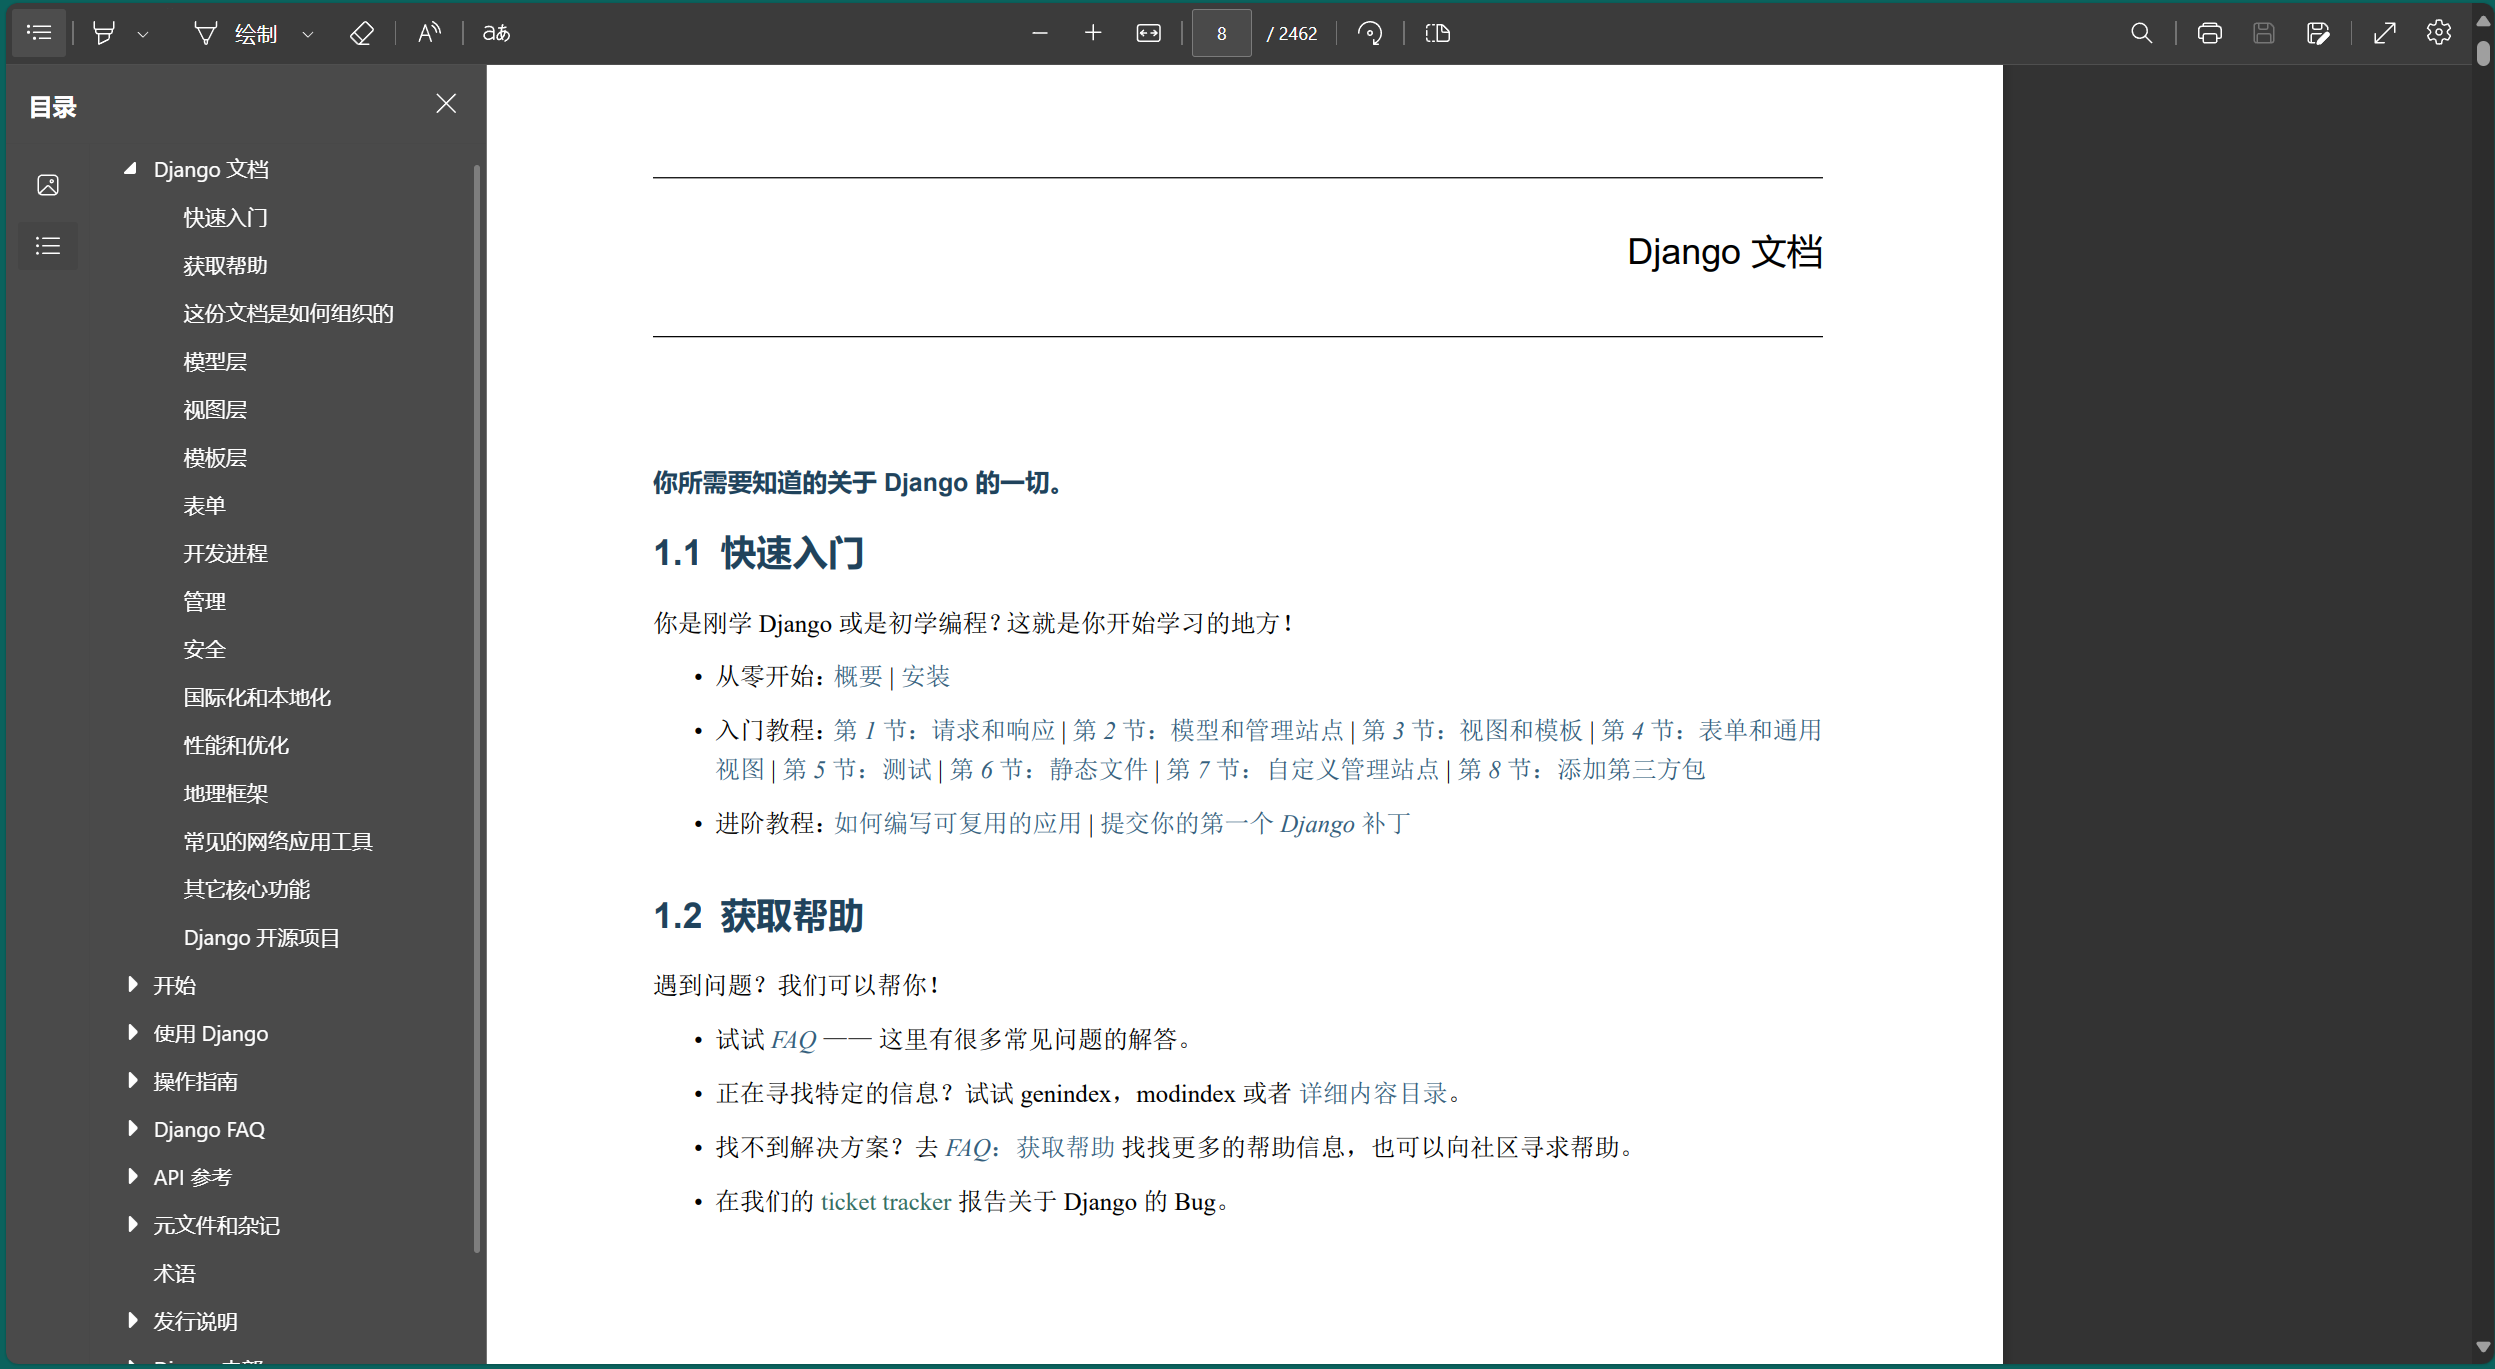 绘制
aあ
8
/ 2462
目录
Django 文档
快速入门
获取帮助
这份文档是如何组织的
模型层
视图层
模板层
表单
开发进程
管理
安全
国际化和本地化
性能和优化
地理框架
常见的网络应用工具
其它核心功能
Django 开源项目
开始
使用 Django
操作指南
Django FAQ
API 参考
元文件和杂记
术语
发行说明
Django 文档
你所需要知道的关于 Django 的一切。
1.1 快速入门
你是刚学 Django 或是初学编程？这就是你开始学习的地方！
• 从零开始：概要 | 安装
• 入门教程：第 1 节：请求和响应 | 第 2 节：模型和管理站点 | 第 3 节：视图和模板 | 第 4 节：表单和通用
视图 | 第 5 节：测试 | 第 6 节：静态文件 | 第 7 节：自定义管理站点 | 第 8 节：添加第三方包
• 进阶教程：如何编写可复用的应用 | 提交你的第一个 Django 补丁
1.2 获取帮助
遇到问题？我们可以帮你！
• 试试 FAQ —— 这里有很多常见问题的解答。
• 正在寻找特定的信息？试试 genindex，modindex 或者 详细内容目录。
• 找不到解决方案？去 FAQ：获取帮助 找找更多的帮助信息，也可以向社区寻求帮助。
• 在我们的 ticket tracker 报告关于 Django 的 Bug。